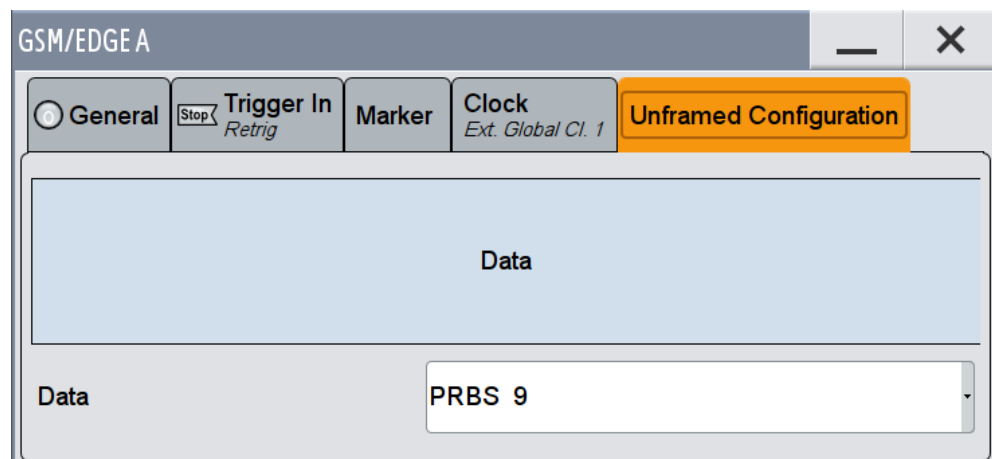 GSM/EDGE A
General
Stop
Trigger In
Retrig
Marker
Clock
Ext. Global Cl. 1
Unframed Configuration
Data
Data
PRBS 9